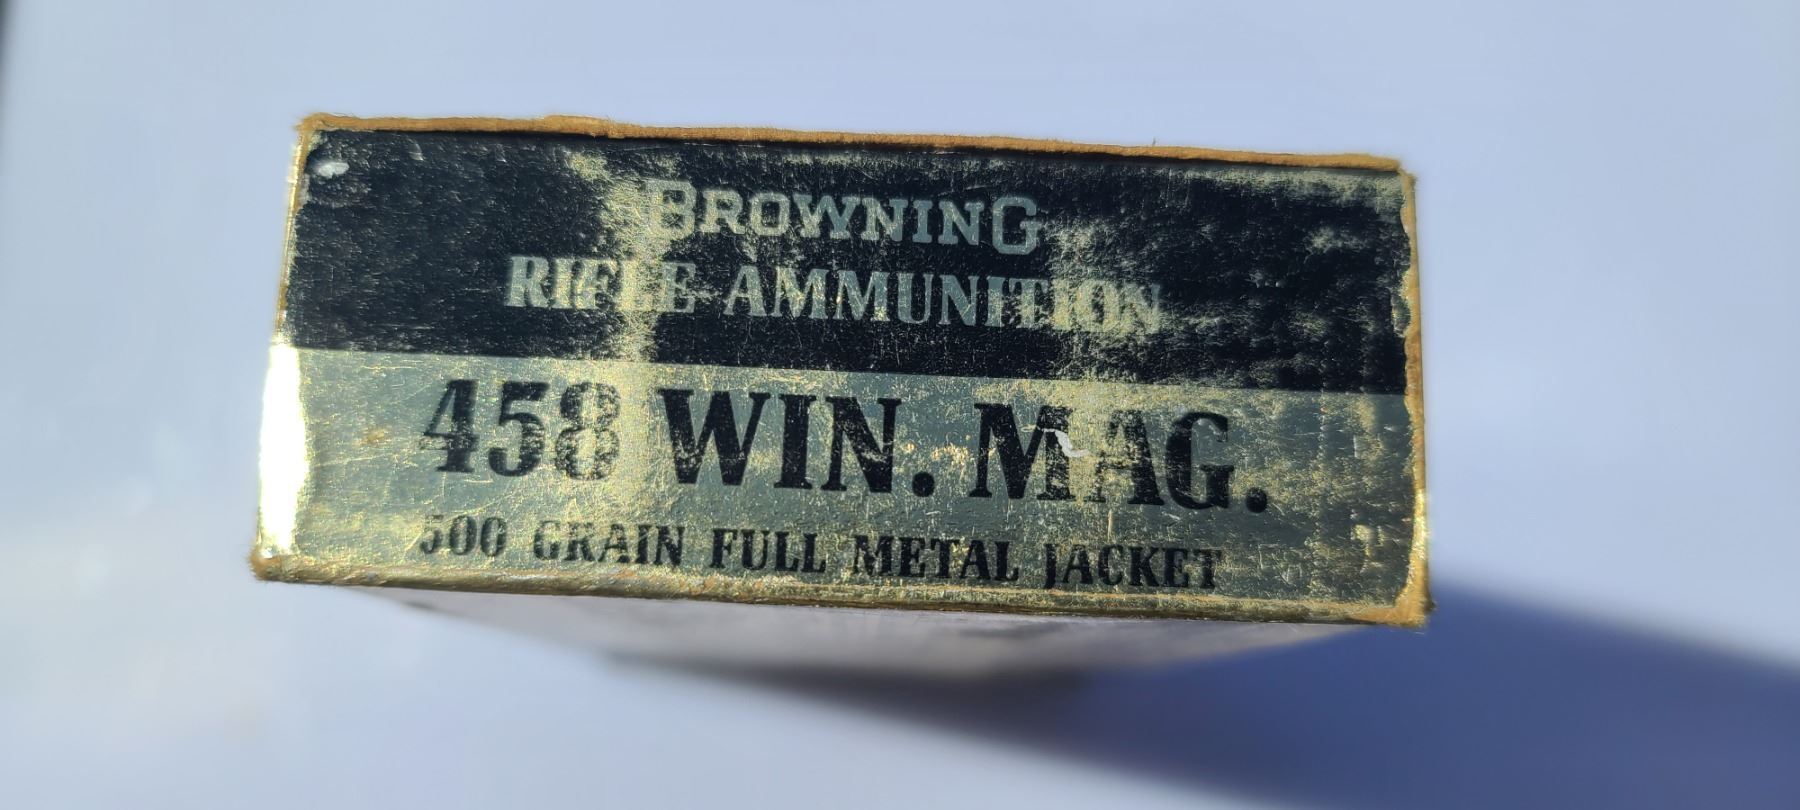 BROWNING
RIFLE AMMUNITION
458 WIN. MAG.
500 GRAIN FULL METAL JACKET